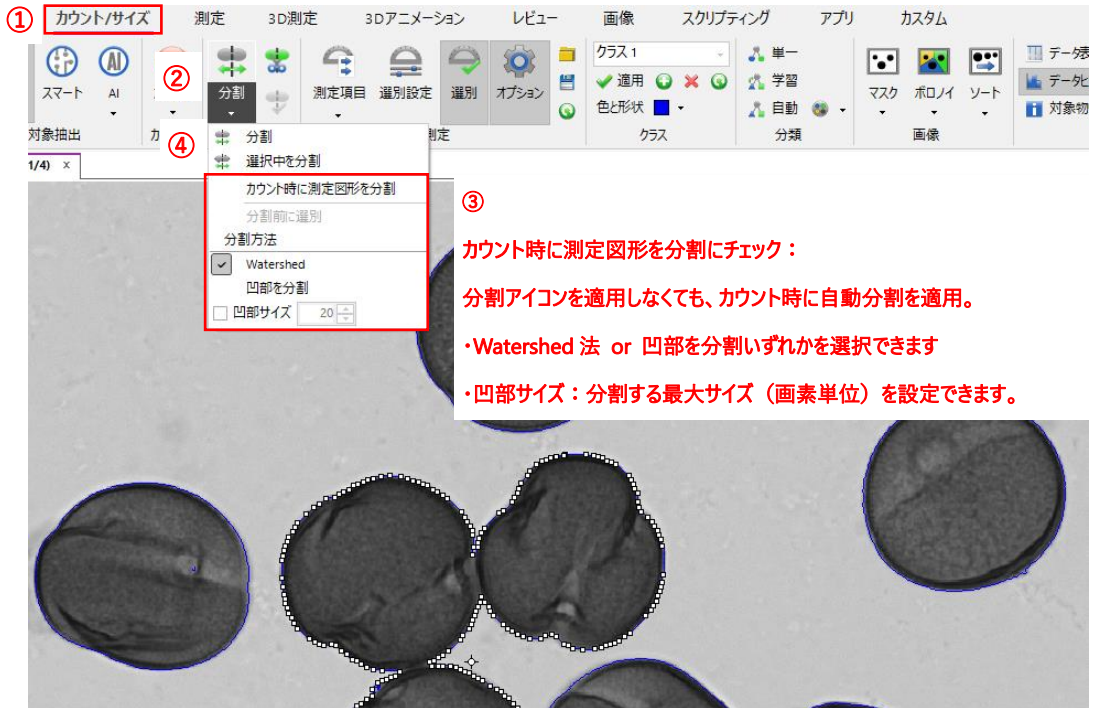 ① カウント/サイズ 測定 3D測定 3Dアニメーション レビュー 画像 スクリプティング アプリ カスタム
スマート AI ② 分割 測定項目 選別設定 選別 オプション
クラス 1
適用
色と形状
単一
学習
自動
マスク ボロノイ ソート
データ表
データヒ
対象物
対象抽出 カ 測定 クラス 分類 画像
④ 分割
選択中を分割
カウント時に測定図形を分割
分割前に選別
分割方法
Watershed
凹部を分割
凹部サイズ 20
1/4) ×
③
カウント時に測定図形を分割にチェック：
分割アイコンを適用しなくても、カウント時に自動分割を適用。
・Watershed 法 or 凹部を分割いずれかを選択できます
・凹部サイズ：分割する最大サイズ（画素単位）を設定できます。